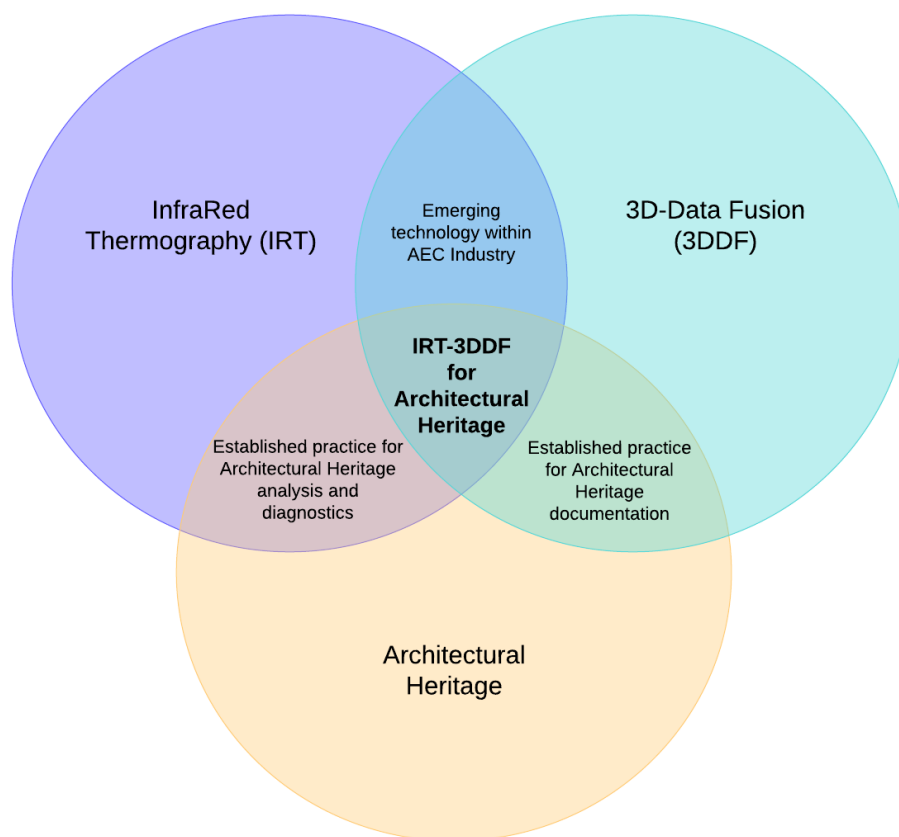 InfraRed
Thermography (IRT)
3D-Data Fusion
(3DDF)
Emerging
technology within
AEC Industry
IRT-3DDF
for
Architectural
Heritage
Established practice for
Architectural Heritage
analysis and
diagnostics
Established practice
for Architectural
Heritage
documentation
Architectural
Heritage